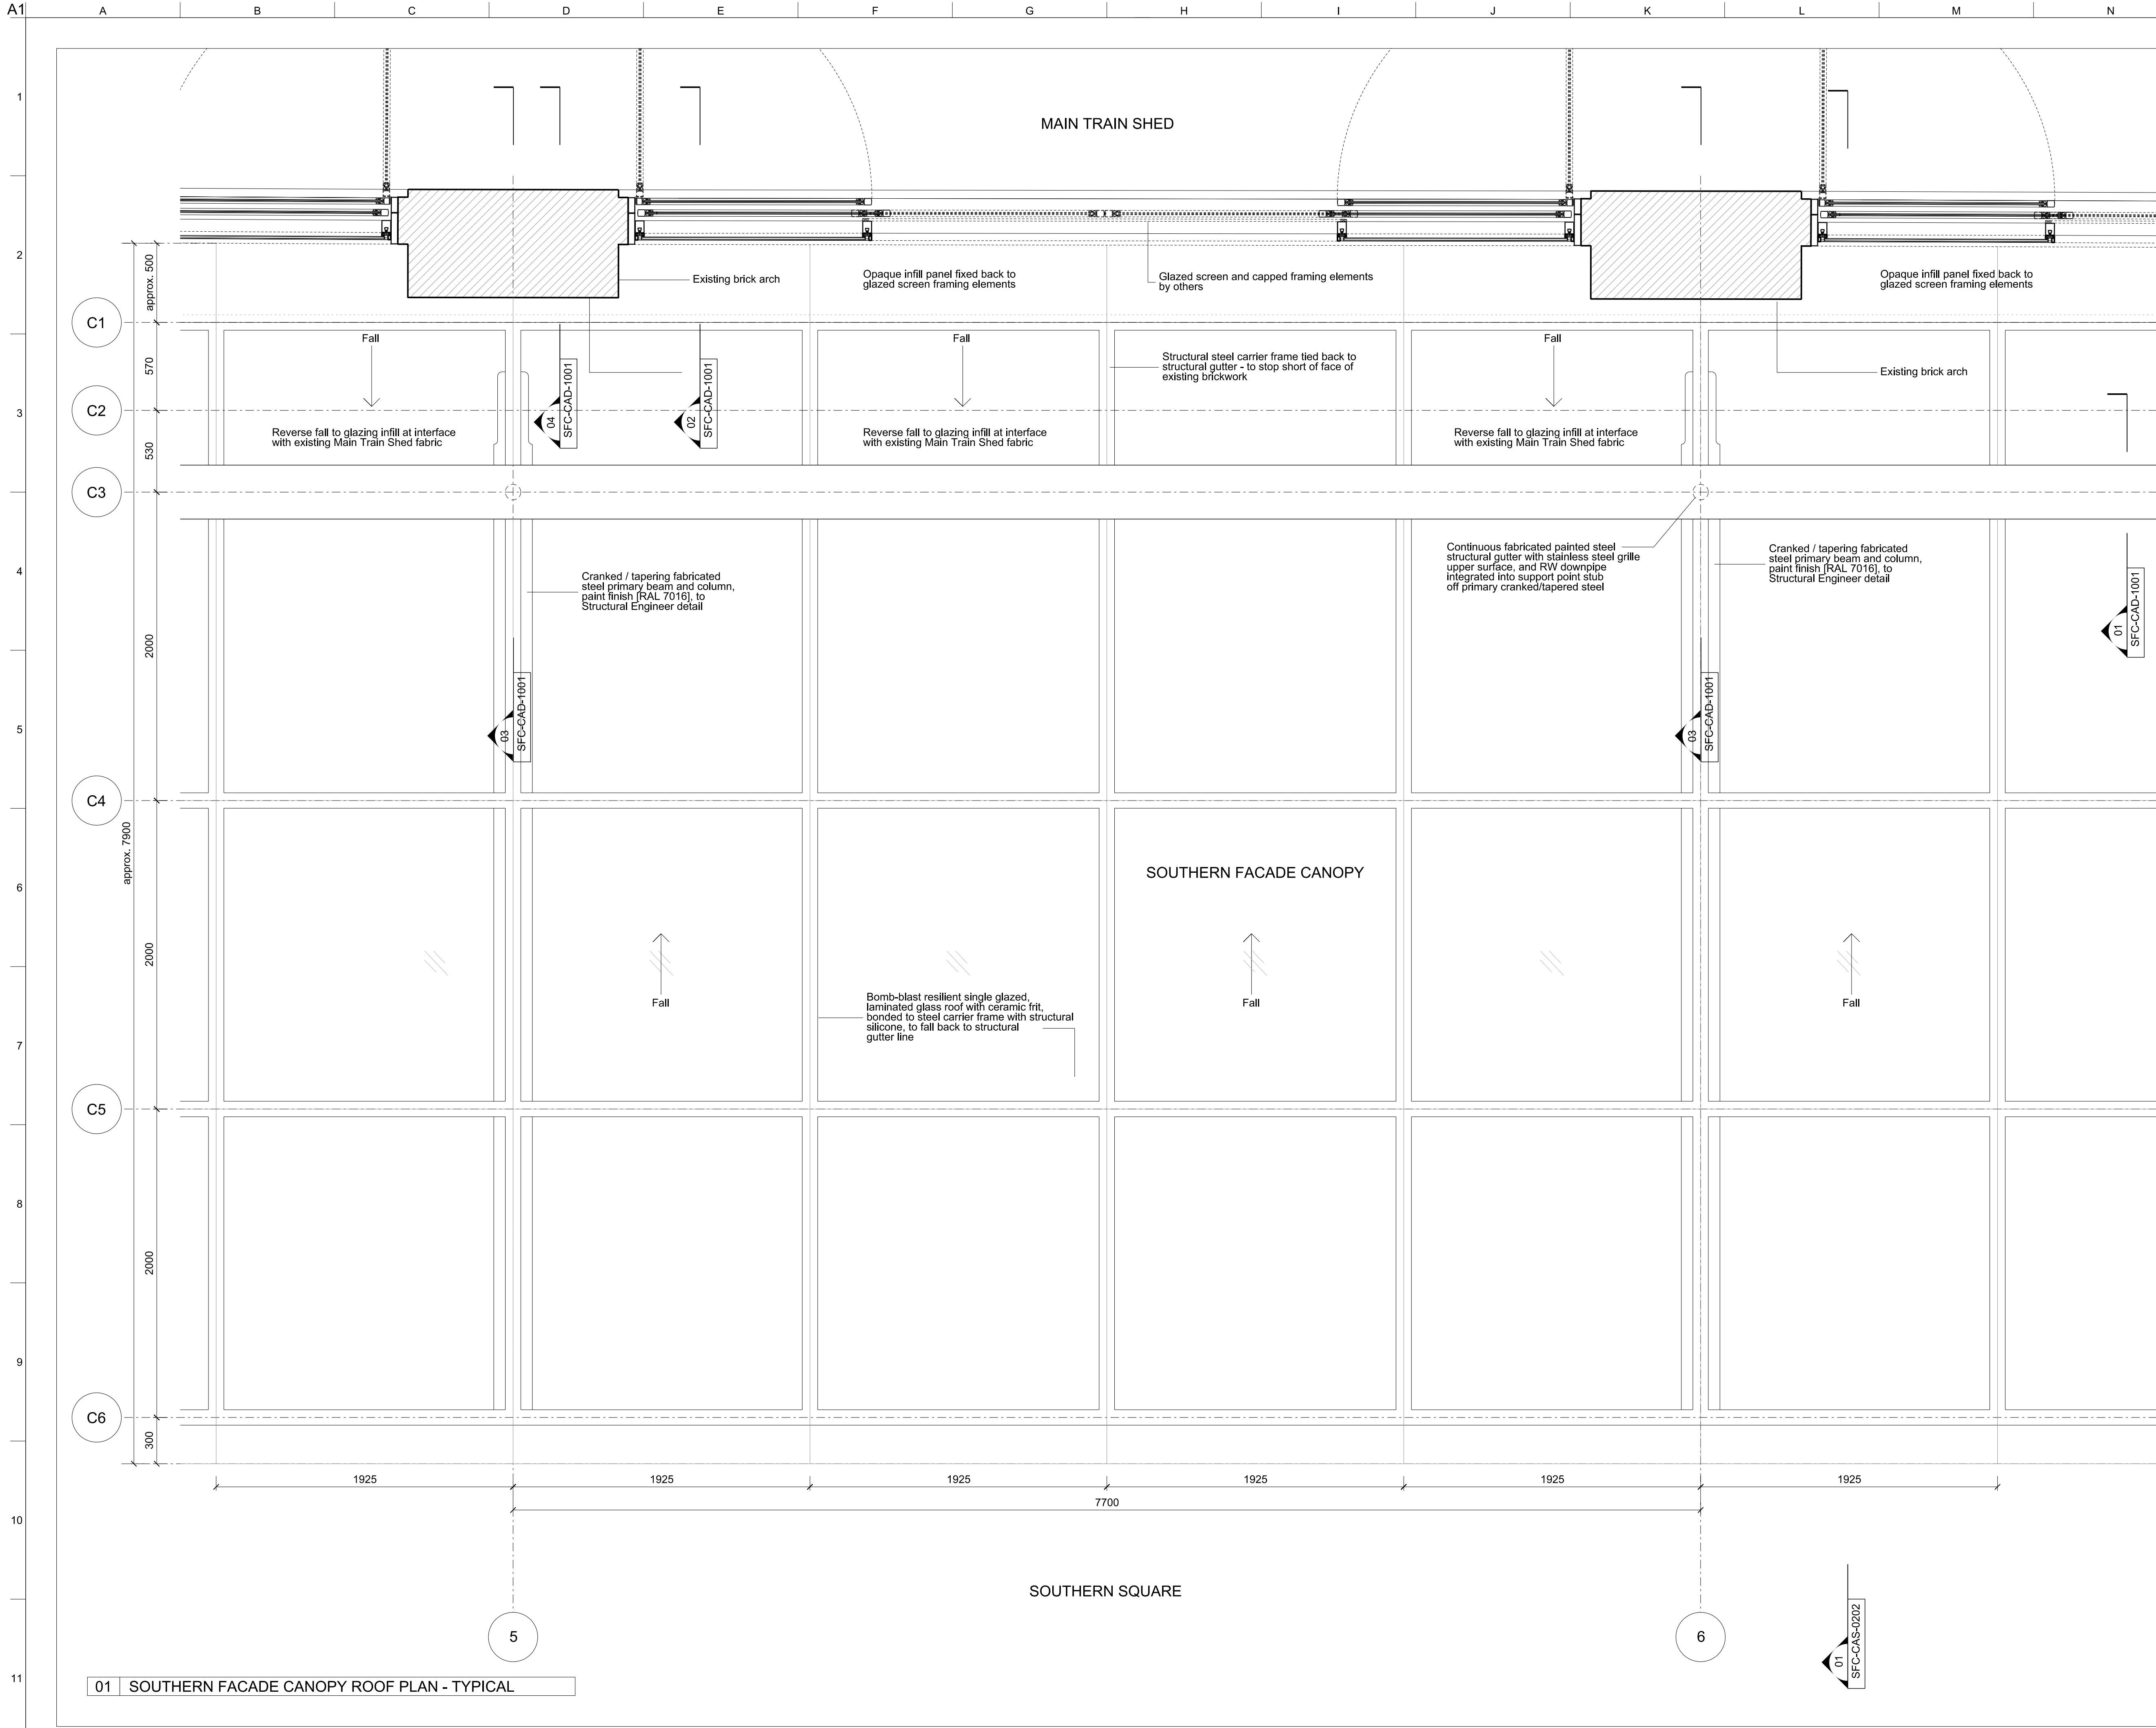 A1
A B C D E F G H I J K L M N
1
MAIN TRAIN SHED
2
approx. 500
Existing brick arch
Opaque infill panel fixed back to
glazed screen framing elements
Glazed screen and capped framing elements
by others
Opaque infill panel fixed back to
glazed screen framing elements
C1
Fall
Fall
Fall
570
Structural steel carrier frame tied back to
structural gutter - to stop short of face of
existing brickwork
Existing brick arch
04
SFC-CAD-1001
02
SFC-CAD-1001
C2
3
Reverse fall to glazing infill at interface
with existing Main Train Shed fabric
Reverse fall to glazing infill at interface
with existing Main Train Shed fabric
Reverse fall to glazing infill at interface
with existing Main Train Shed fabric
530
C3
4
Cranked / tapering fabricated
steel primary beam and column,
paint finish [RAL 7016], to
Structural Engineer detail
Continuous fabricated painted steel
structural gutter with stainless steel grille
upper surface, and RW downpipe
integrated into support point stub
off primary cranked/tapered steel
Cranked / tapering fabricated
steel primary beam and column,
paint finish [RAL 7016], to
Structural Engineer detail
01
SFC-CAD-1001
2000
5
03
SFC-CAD-1001
03
SFC-CAD-1001
C4
approx. 7900
6
SOUTHERN FACADE CANOPY
2000
Fall
Fall
Fall
Bomb-blast resilient single glazed,
laminated glass roof with ceramic frit,
bonded to steel carrier frame with structural
silicone, to fall back to structural
gutter line
7
C5
8
2000
9
C6
300
1925 1925 1925 1925 1925 1925
7700
10
SOUTHERN SQUARE
5
6
01
SFC-CAS-0202
11
01 SOUTHERN FACADE CANOPY ROOF PLAN - TYPICAL